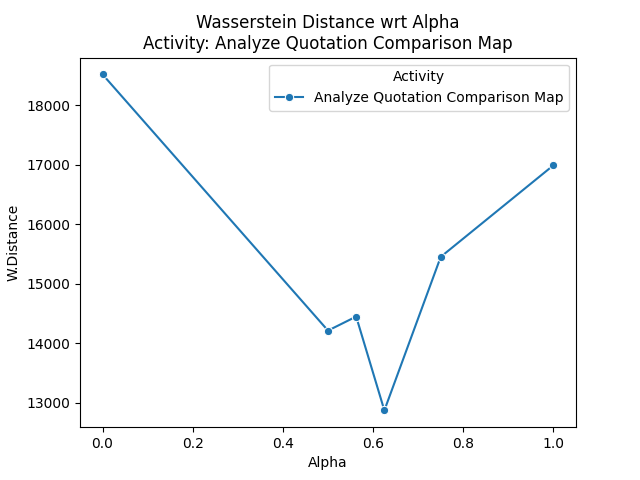 Wasserstein Distance wrt Alpha
Activity: Analyze Quotation Comparison Map
Activity
Analyze Quotation Comparison Map
W.Distance
18000
17000
16000
15000
14000
13000
0.0 0.2 0.4 0.6 0.8 1.0
Alpha